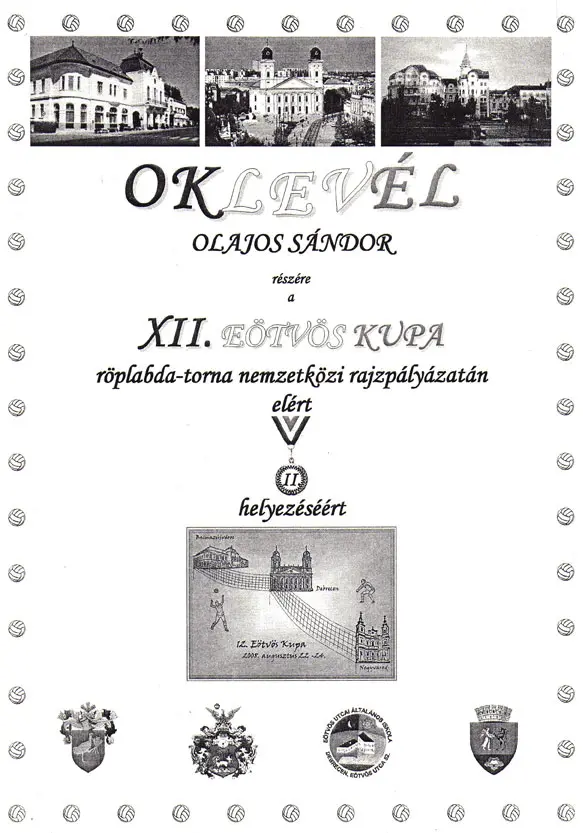 OKLEVÉL
OLAJOS SÁNDOR
részére
a
XII. EÖTVÖS KUPA
röplabda-torna nemzetközi rajzpályázatán
elért
II
helyezéséért
Balmazújváros
Debrecen
12. Eötvös Kupa
2008. augusztus 22-24.
Nagyvárad
EÖTVÖS UTCAI ÁLTALÁNOS ISKOLA
DEBRECEN, EÖTVÖS UTCA 82.